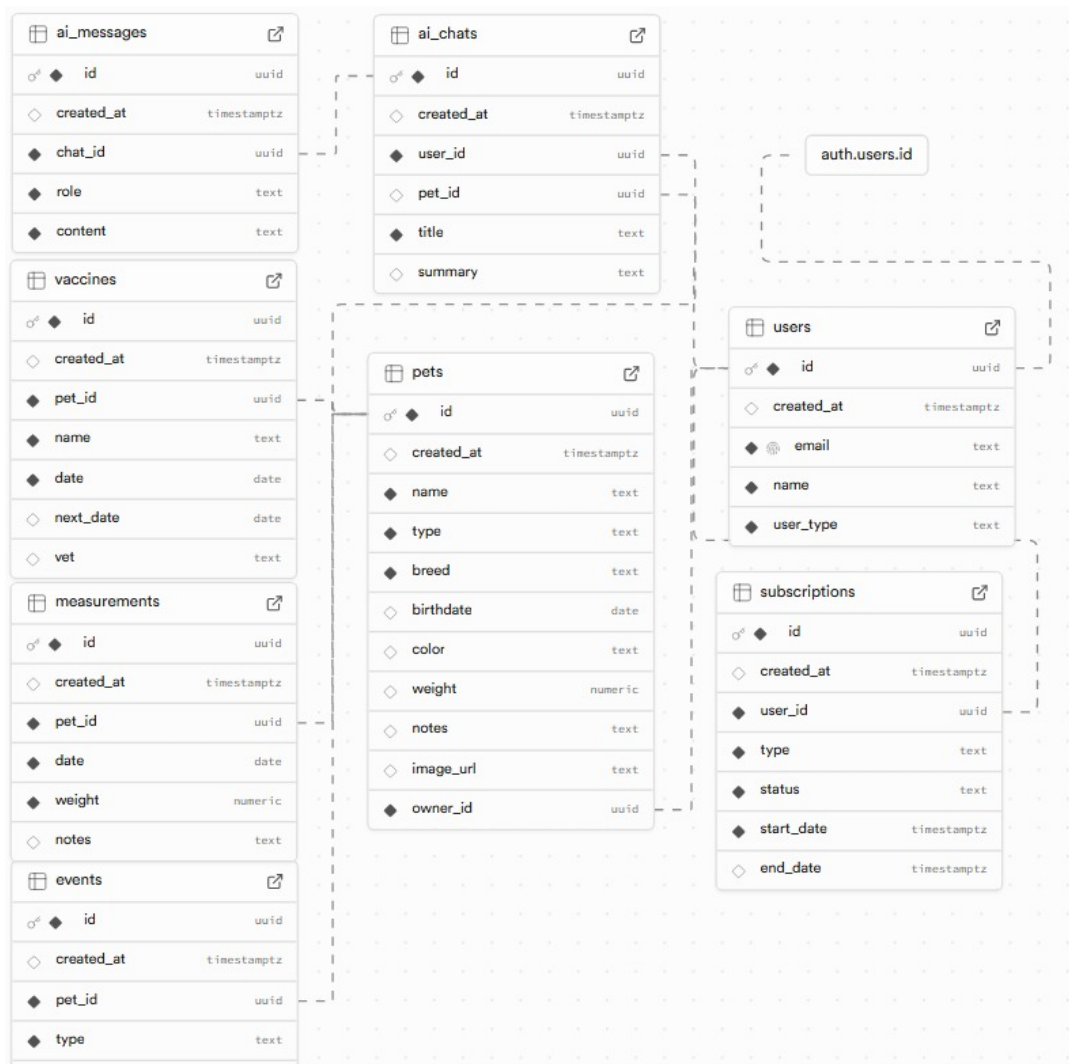 ai_messages
id uuid
created_at timestamptz
chat_id uuid
role text
content text
vaccines
id uuid
created_at timestamptz
pet_id uuid
name text
date date
next_date date
vet text
measurements
id uuid
created_at timestamptz
pet_id uuid
date date
weight numeric
notes text
events
id uuid
created_at timestamptz
pet_id uuid
type text
ai_chats
id uuid
created_at timestamptz
user_id uuid
pet_id uuid
title text
summary text
pets
id uuid
created_at timestamptz
name text
type text
breed text
birthdate date
color text
weight numeric
notes text
image_url text
owner_id uuid
auth.users.id
users
id uuid
created_at timestamptz
email text
name text
user_type text
subscriptions
id uuid
created_at timestamptz
user_id uuid
type text
status text
start_date timestamptz
end_date timestamptz